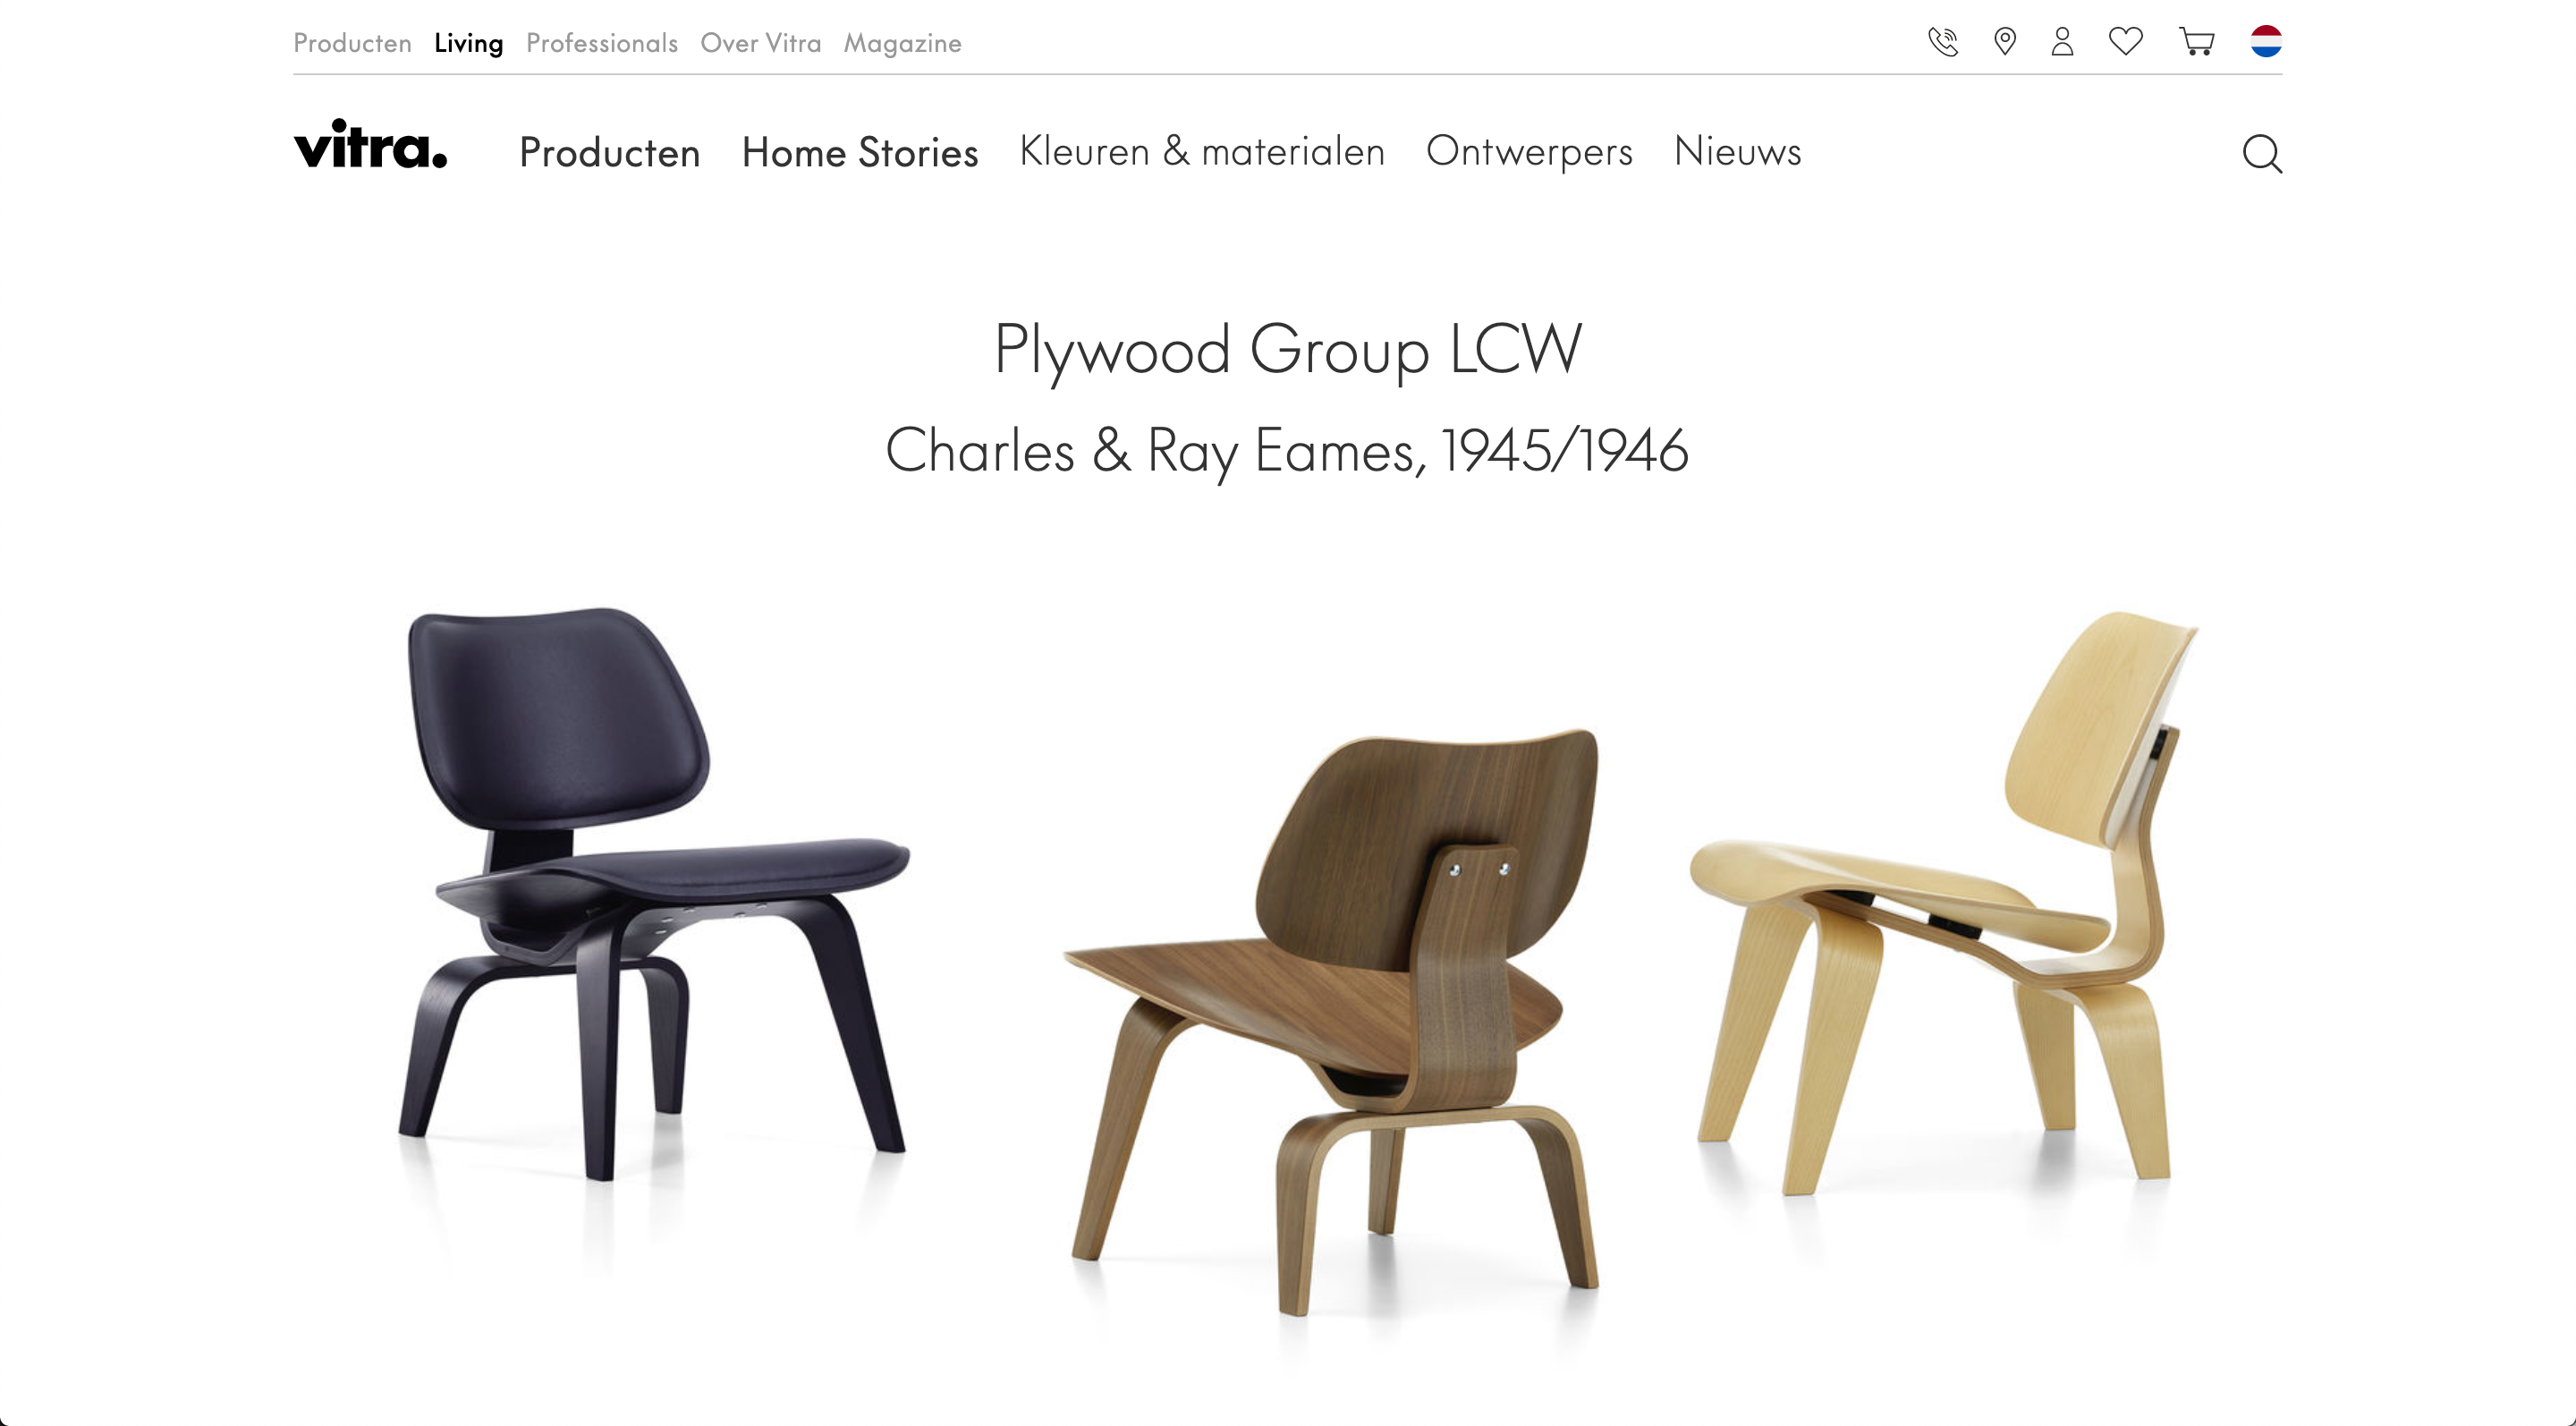 Producten Living Professionals Over Vitra Magazine
vitra. Producten Home Stories Kleuren & materialen Ontwerpers Nieuws
Plywood Group LCW
Charles & Ray Eames, 1945/1946